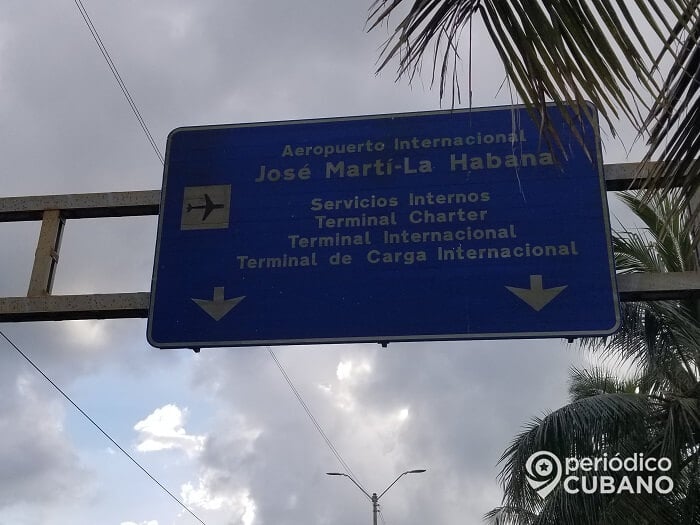 Aeropuerto Internacional
José Martí-La Habana
Servicios Internos
Terminal Charter
Terminal Internacional
Terminal de Carga Internacional
periódico
CUBANO